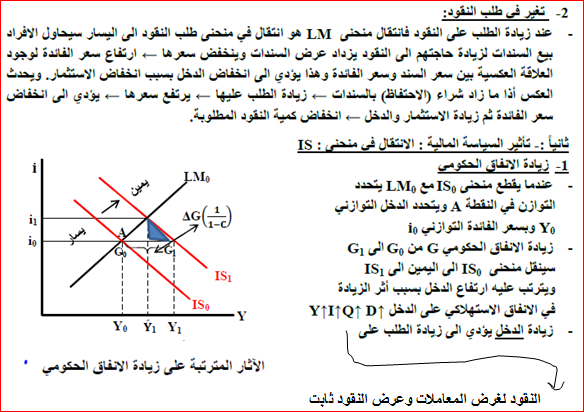 2- تغير في طلب النقود:
- عند زيادة الطلب على النقود فانتقال منحنى LM هو انتقال في منحنى طلب النقود الى اليسار سيحاول الافراد
بيع السندات لزيادة حاجتهم الى النقود يزداد عرض السندات وينخفض سعرها ← ارتفاع سعر الفائدة لوجود
العلاقة العكسية بين سعر السند وسعر الفائدة وهذا يؤدي الى انخفاض الدخل بسبب انخفاض الاستثمار. ويحدث
العكس أذا ما زاد شراء (الاحتفاظ) بالسندات ← زيادة الطلب عليها ← يرتفع سعرها ← يؤدي الى انخفاض
سعر الفائدة ثم زيادة الاستثمار والدخل ← انخفاض كمية النقود المطلوبة.
ثانياً :- تأثير السياسة المالية : الانتقال في منحنى IS :
1- زيادة الانفاق الحكومي
- عندما يقطع منحنى IS0 مع LM0 يتحدد
التوازن في النقطة A ويتحدد الدخل التوازني
Y0 وبسعر الفائدة التوازني i0
- زيادة الانفاق الحكومي G من G0 الى G1
سينقل منحنى IS0 الى اليمين الى IS1
ويترتب عليه ارتفاع الدخل بسبب أثر الزيادة
في الانفاق الاستهلاكي على الدخل Y↑I↑Q↑ D↑
- زيادة الدخل يؤدي الى زيادة الطلب على
النقود لغرض المعاملات وعرض النقود ثابت
i
يمين
LM0
ΔG(1/1-C)
i1
i0
A
يسار
G0
G1
IS1
IS0
Y
Y0
Y1
Y1
الآثار المترتبة على زيادة الانفاق الحكومي